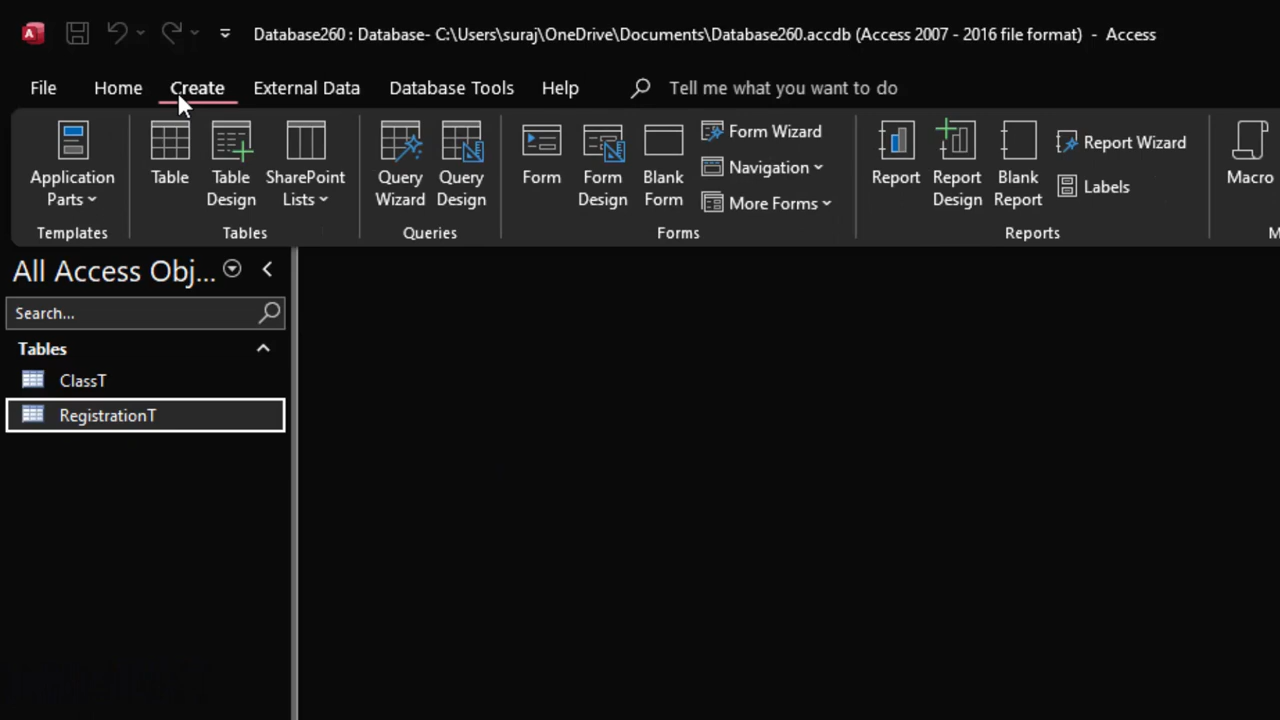 Database260 : Database- C:\Users\suraj\OneDrive\Documents\Database260.accdb (Access 2007 - 2016 file format) - Access
File Home Create External Data Database Tools Help Tell me what you want to do
Application Parts
Table
Table Design
SharePoint Lists
Query Wizard
Query Design
Form
Form Design
Blank Form
Form Wizard
Navigation
More Forms
Report
Report Design
Blank Report
Report Wizard
Labels
Macro
Templates Tables Queries Forms Reports M
All Access Obj...
Search...
Tables
ClassT
RegistrationT